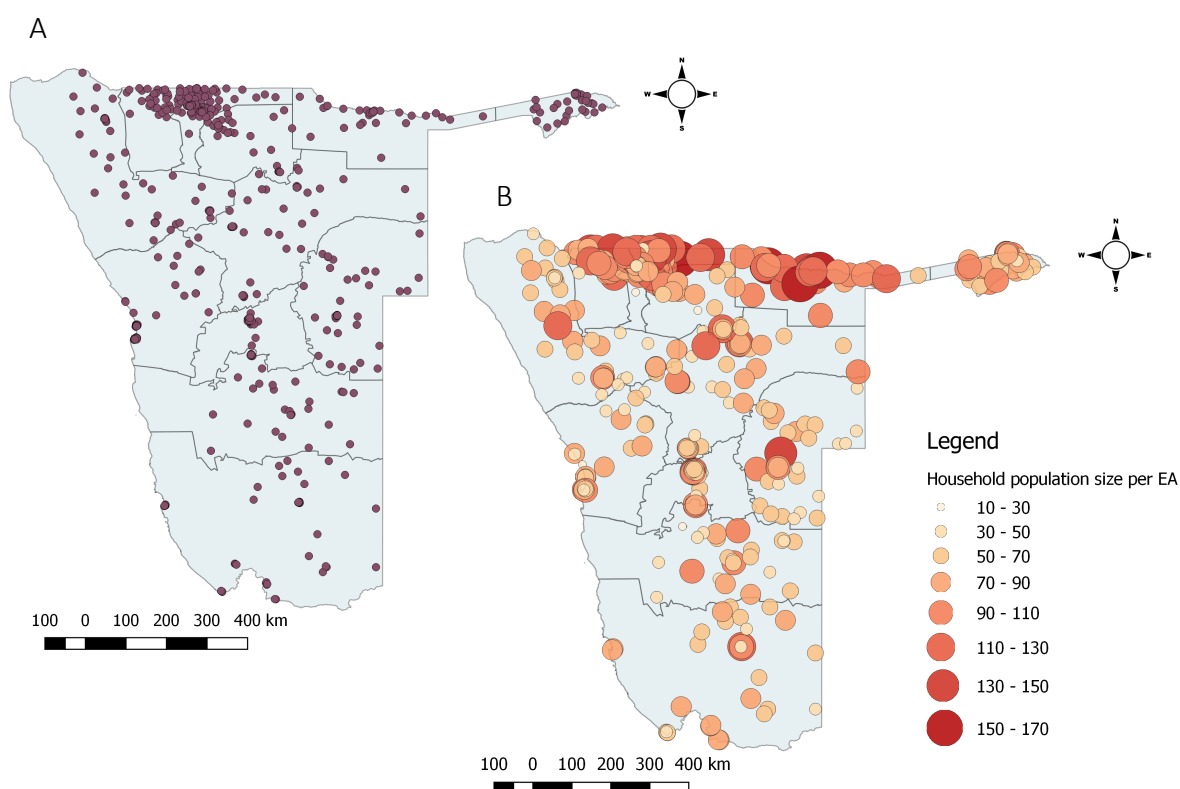 A
N
W E
S
B
N
W E
S
Legend
Household population size per EA
10 - 30
30 - 50
50 - 70
70 - 90
90 - 110
110 - 130
130 - 150
150 - 170
100 0 100 200 300 400 km
100 0 100 200 300 400 km